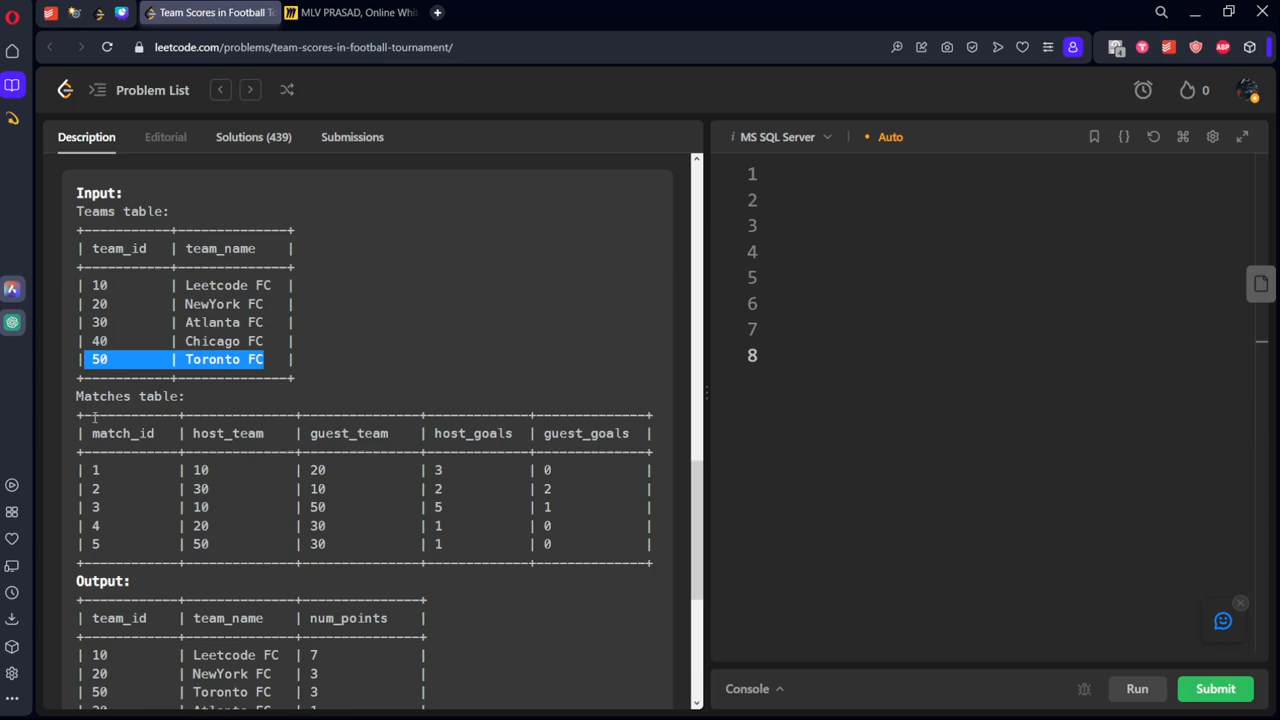 Team Scores in Football To
MLV PRASAD, Online Whit
leetcode.com/problems/team-scores-in-football-tournament/
ABP
Problem List
0
Description
Editorial
Solutions (439)
Submissions
MS SQL Server
Auto
Input:
Teams table:
+-----------+--------------+
| team_id   | team_name    |
+-----------+--------------+
| 10        | Leetcode FC  |
| 20        | NewYork FC   |
| 30        | Atlanta FC   |
| 40        | Chicago FC   |
| 50        | Toronto FC   |
+-----------+--------------+
Matches table:
+------------+--------------+---------------+-------------+--------------+
| match_id   | host_team    | guest_team    | host_goals  | guest_goals  |
+------------+--------------+---------------+-------------+--------------+
| 1          | 10           | 20            | 3           | 0            |
| 2          | 30           | 10            | 2           | 2            |
| 3          | 10           | 50            | 5           | 1            |
| 4          | 20           | 30            | 1           | 0            |
| 5          | 50           | 30            | 1           | 0            |
+------------+--------------+---------------+-------------+--------------+
Output:
+------------+--------------+---------------+
| team_id    | team_name    | num_points    |
+------------+--------------+---------------+
| 10         | Leetcode FC  | 7             |
| 20         | NewYork FC   | 3             |
| 50         | Toronto FC   | 3             |
1
2
3
4
5
6
7
8
Console
Run
Submit